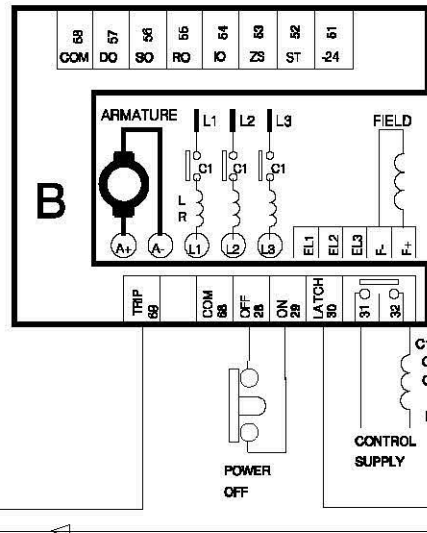 58 57 56 55 54 53 52 51
COM DO SO RO IO ZS ST -24
ARMATURE L1 L2 L3 FIELD
C1 C1 C1
B
L
R
A+ A- L1 L2 L3 EL1 EL2 EL3 F- F+
TRIP 69 COM 68 OFF 28 ON 29 LATCH 30 31 32
CONTROL
SUPPLY
POWER
OFF